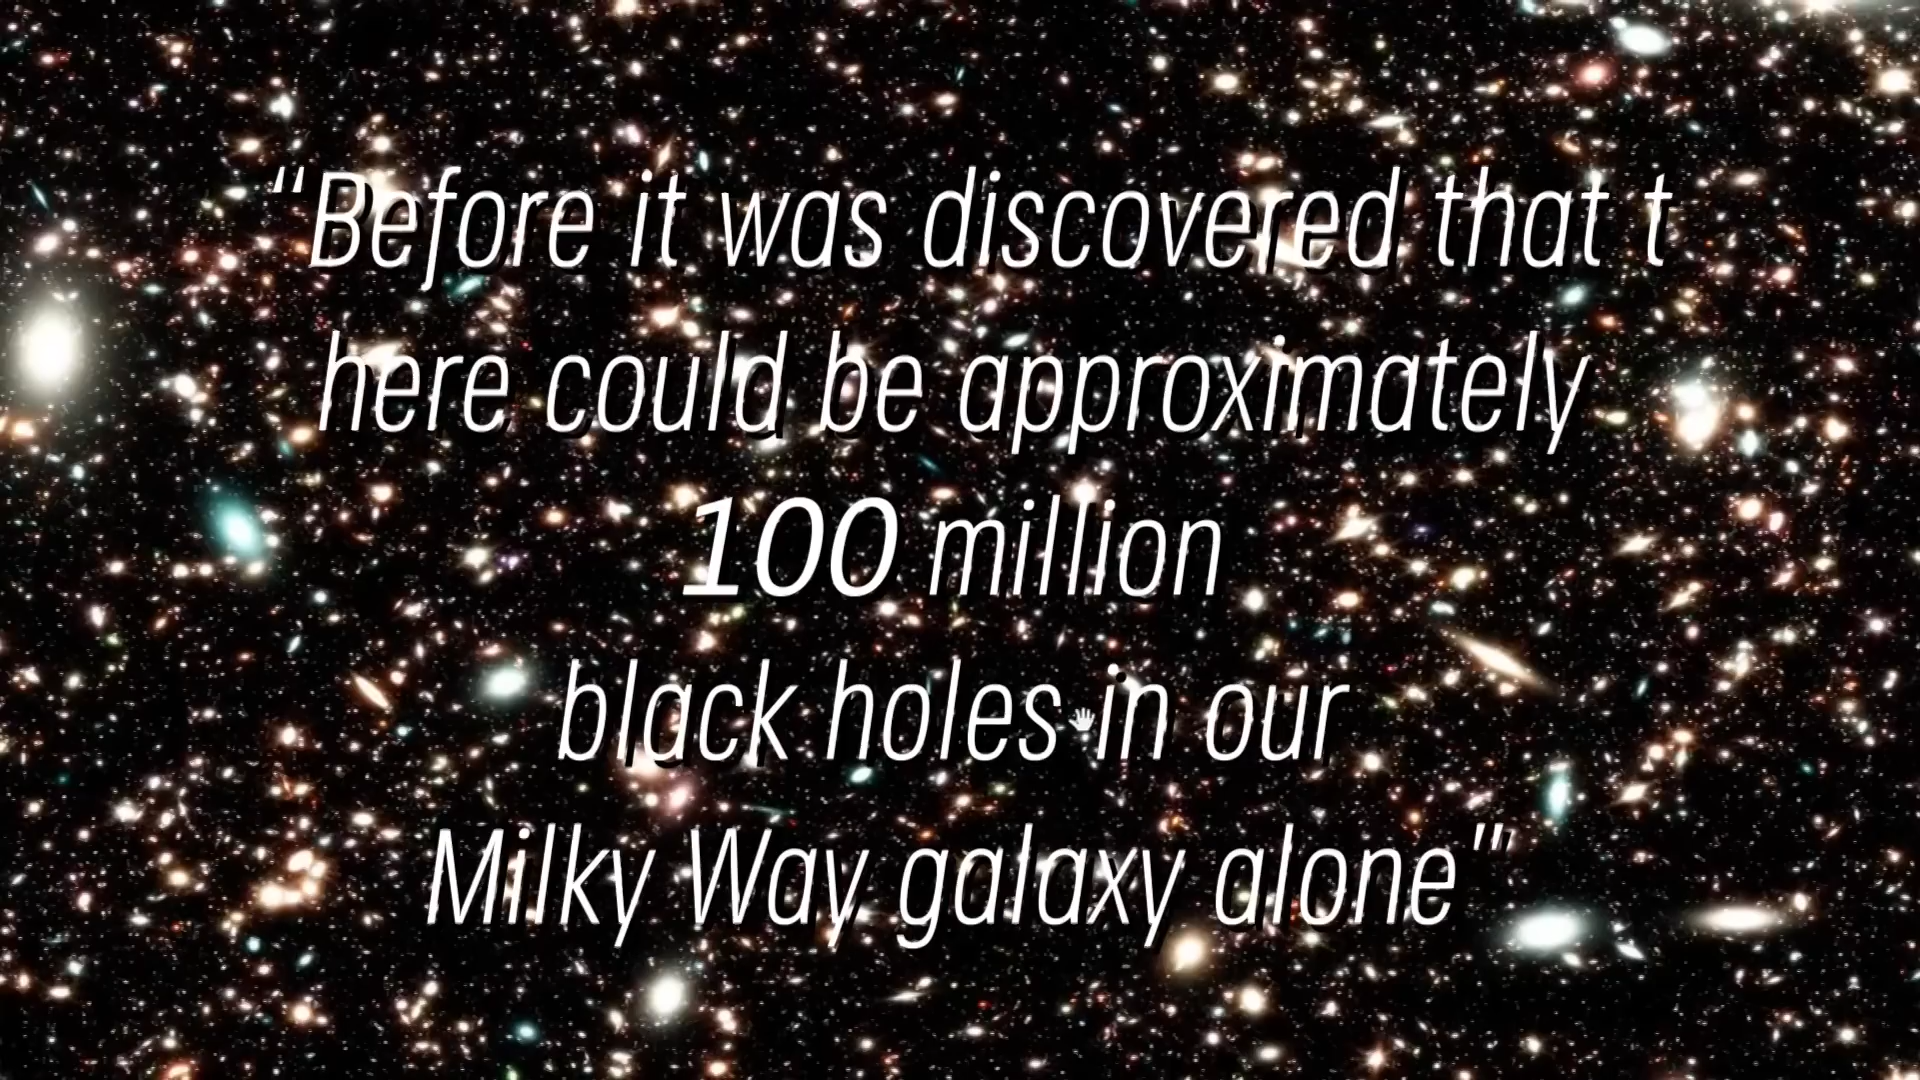 “Before it was discovered that t
here could be approximately
100 million
black holes in our
Milky Way galaxy alone”